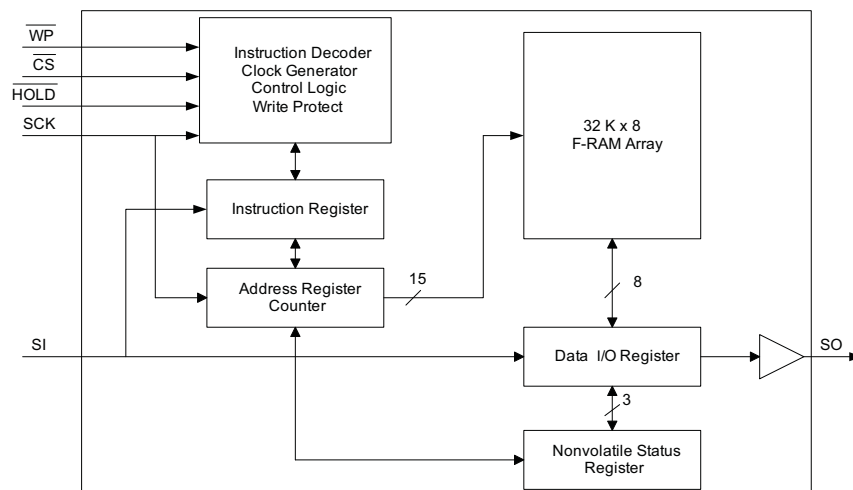 WP
CS
HOLD
SCK
Instruction Decoder
Clock Generator
Control Logic
Write Protect
32 K x 8
F-RAM Array
Instruction Register
Address Register
Counter
15
8
SI
Data I/O Register
SO
3
Nonvolatile Status
Register